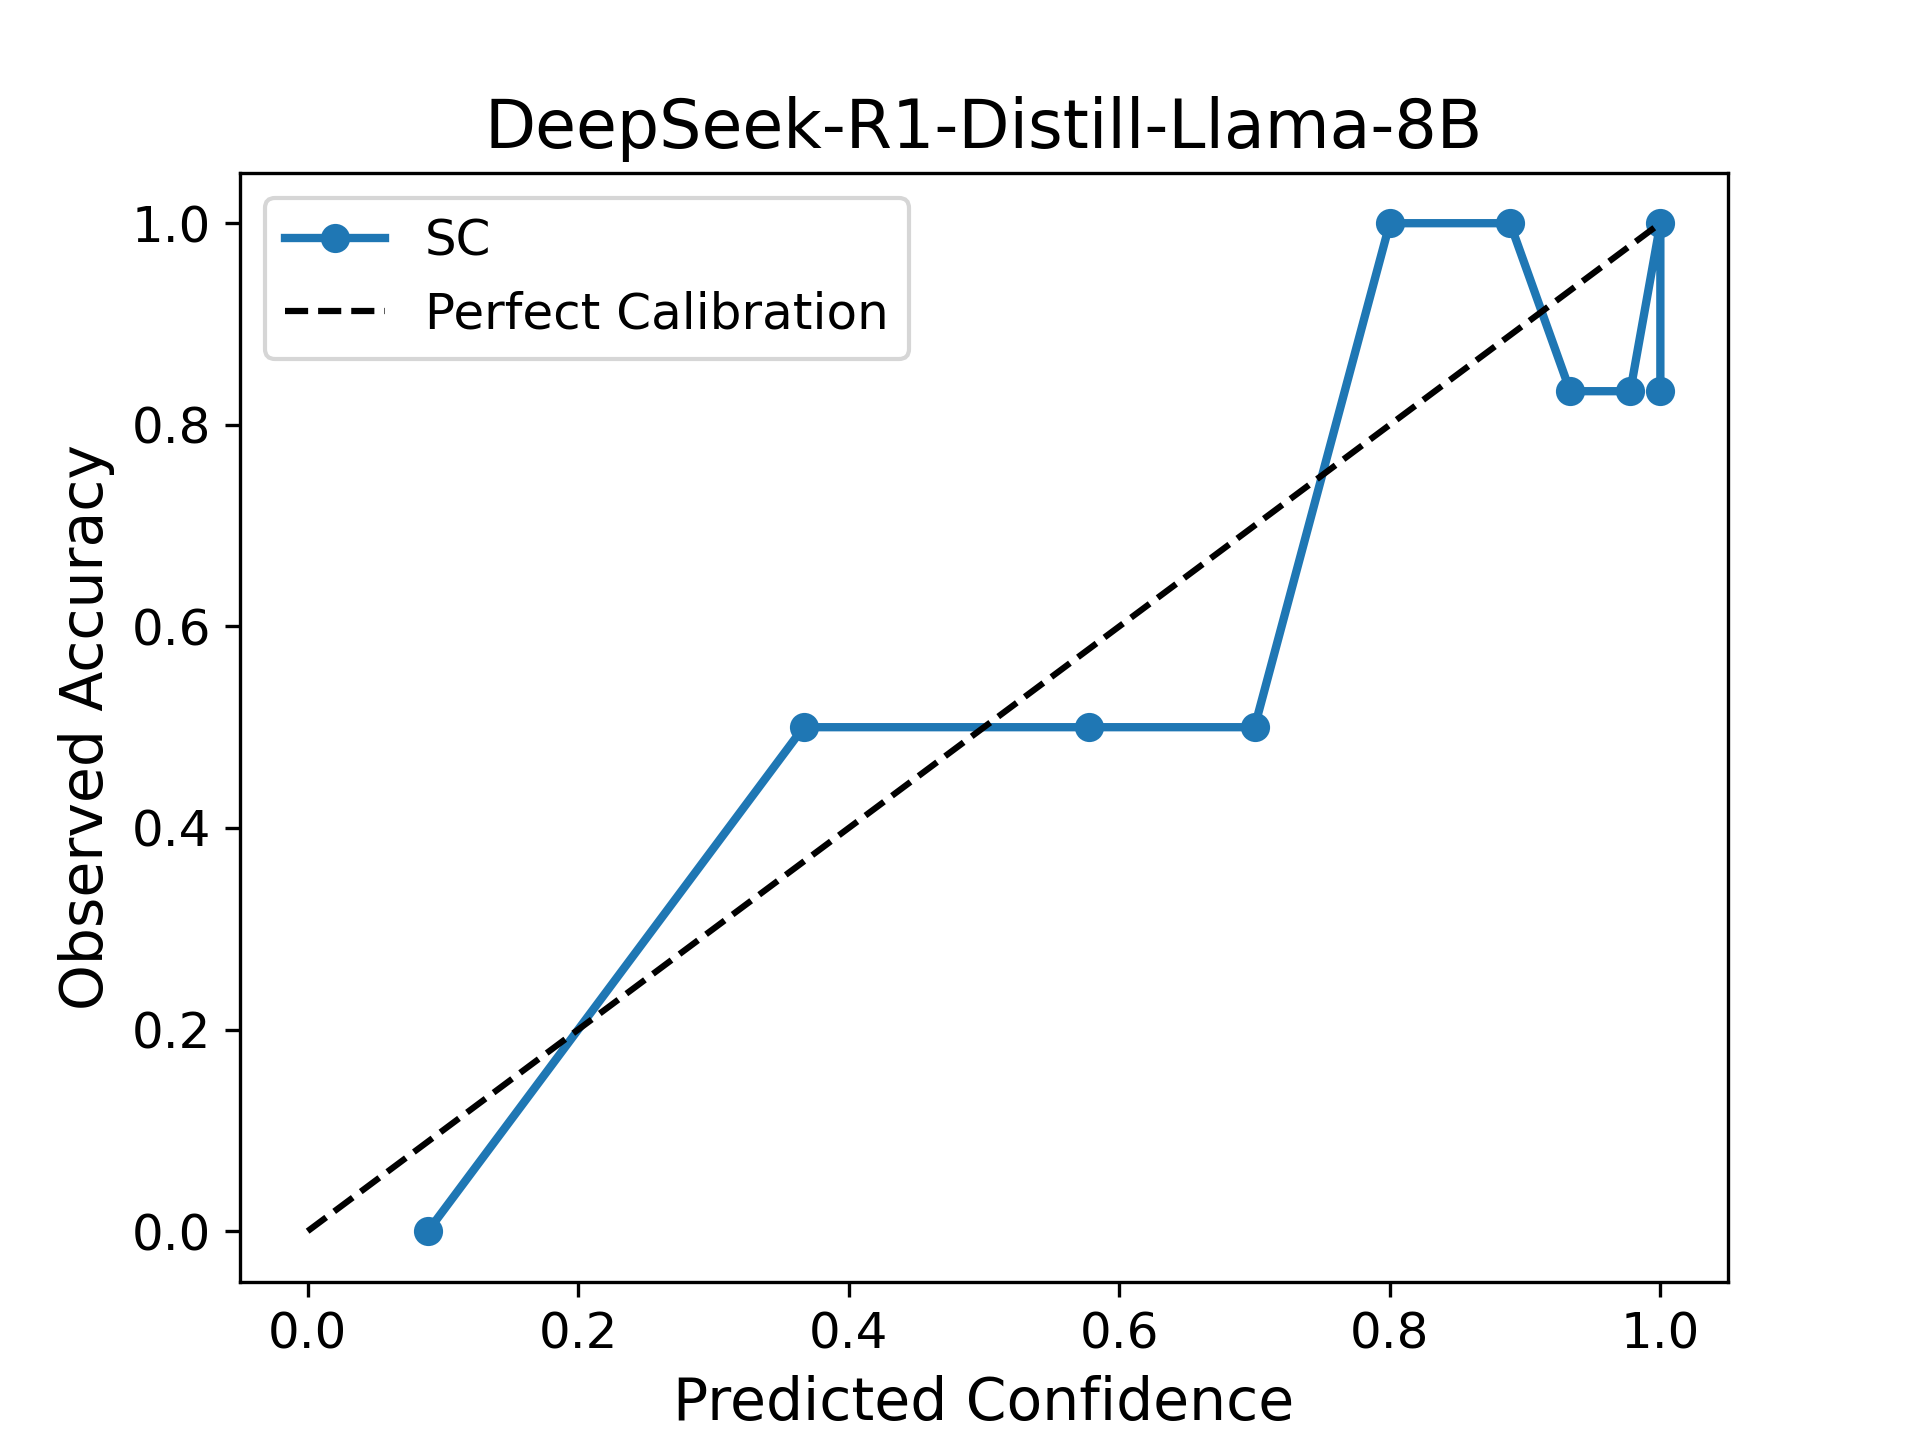 DeepSeek-R1-Distill-Llama-8B
SC
Perfect Calibration
1.0
0.8
0.6
0.4
0.2
0.0
Observed Accuracy
0.0 0.2 0.4 0.6 0.8 1.0
Predicted Confidence